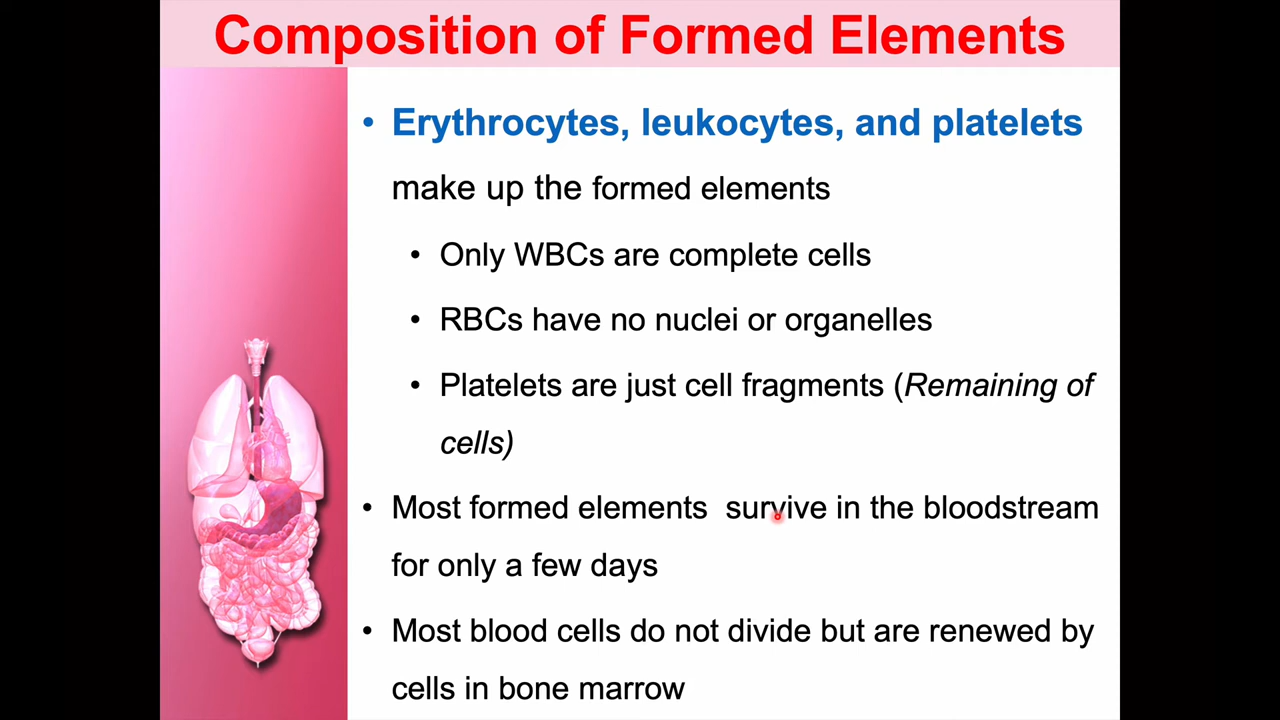 Composition of Formed Elements
• Erythrocytes, leukocytes, and platelets
make up the formed elements
• Only WBCs are complete cells
• RBCs have no nuclei or organelles
• Platelets are just cell fragments (Remaining of
cells)
• Most formed elements survive in the bloodstream
for only a few days
• Most blood cells do not divide but are renewed by
cells in bone marrow